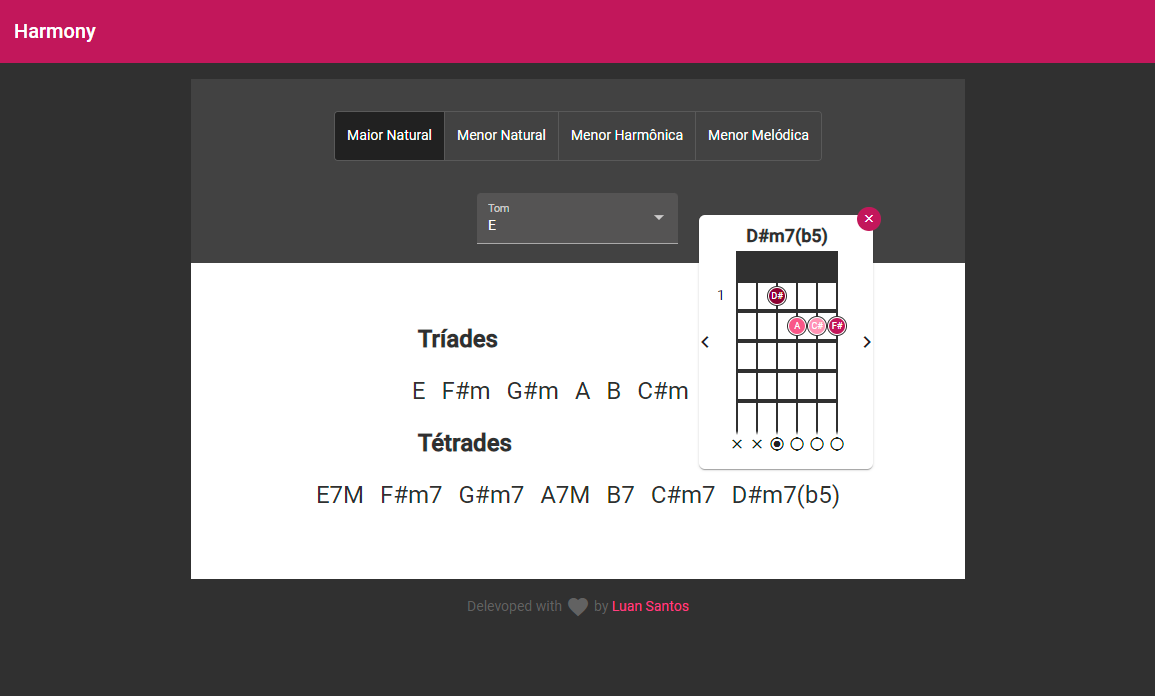 Harmony
Maior Natural Menor Natural Menor Harmônica Menor Melódica
Tom
E
D#m7(b5)
1
D#
A C# F#
Tríades
E F#m G#m A B C#m
Tétrades
E7M F#m7 G#m7 A7M B7 C#m7 D#m7(b5)
Delevoped with by Luan Santos